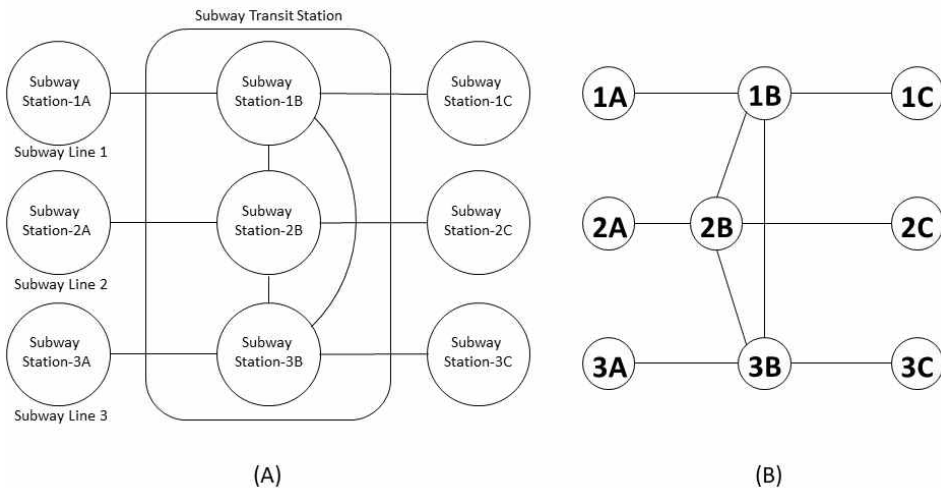 Subway Transit Station
Subway
Station-1A
Subway
Station-1B
Subway
Station-1C
Subway Line 1
Subway
Station-2A
Subway
Station-2B
Subway
Station-2C
Subway Line 2
Subway
Station-3A
Subway
Station-3B
Subway
Station-3C
Subway Line 3
(A)
1A
1B
1C
2A
2B
2C
3A
3B
3C
(B)